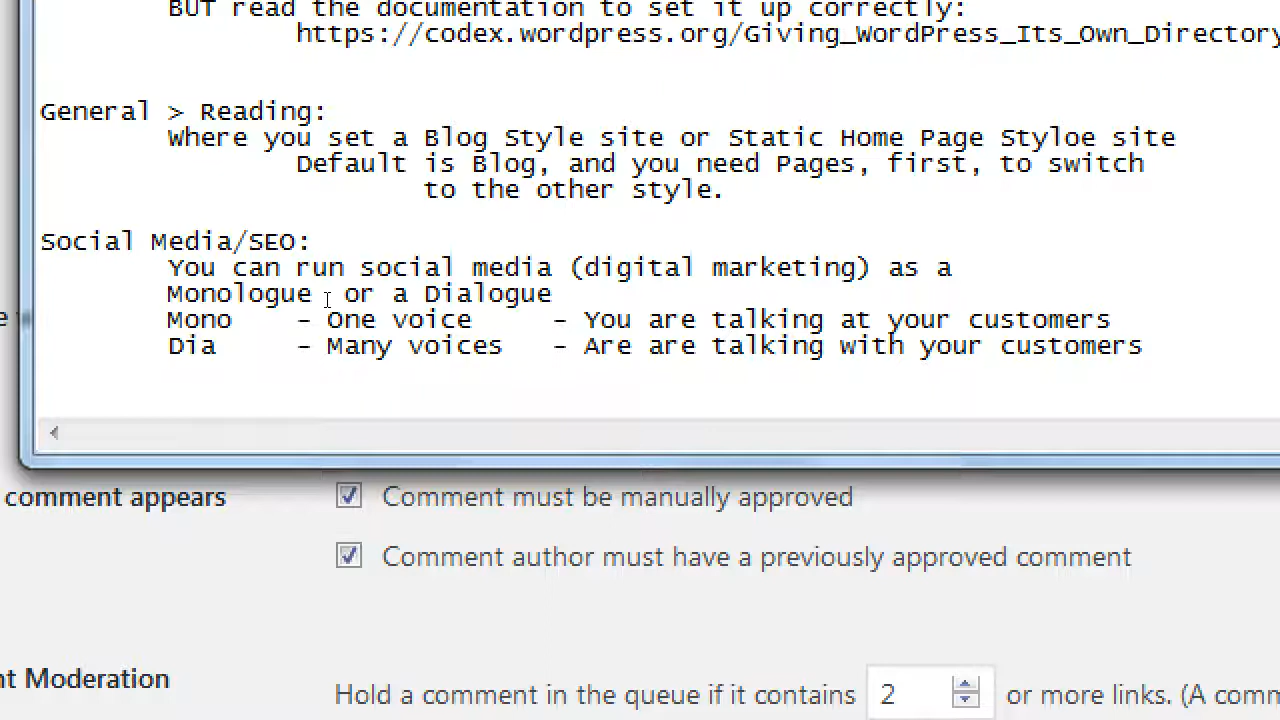 BUT read the documentation to set it up correctly:
https://codex.wordpress.org/Giving_WordPress_Its_Own_Directory
General > Reading:
Where you set a Blog Style site or Static Home Page Styloe site
Default is Blog, and you need Pages, first, to switch
to the other style.
Social Media/SEO:
You can run social media (digital marketing) as a
Monologue or a Dialogue
Mono - One voice - You are talking at your customers
Dia - Many voices - Are are talking with your customers
comment appears Comment must be manually approved
Comment author must have a previously approved comment
Moderation Hold a comment in the queue if it contains 2 or more links. (A